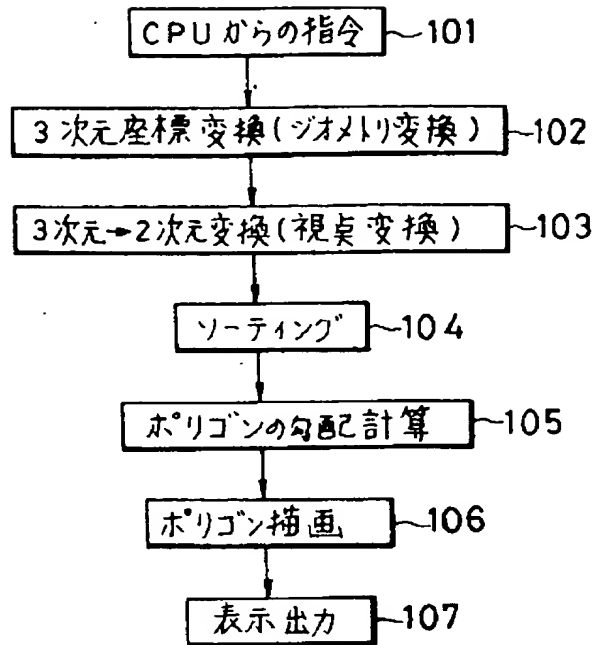 CPUからの指令 101
3次元座標変換(ジオメトリ変換) 102
3次元→2次元変換(視点変換) 103
ソーティング 104
ポリゴンの勾配計算 105
ポリゴン描画 106
表示出力 107